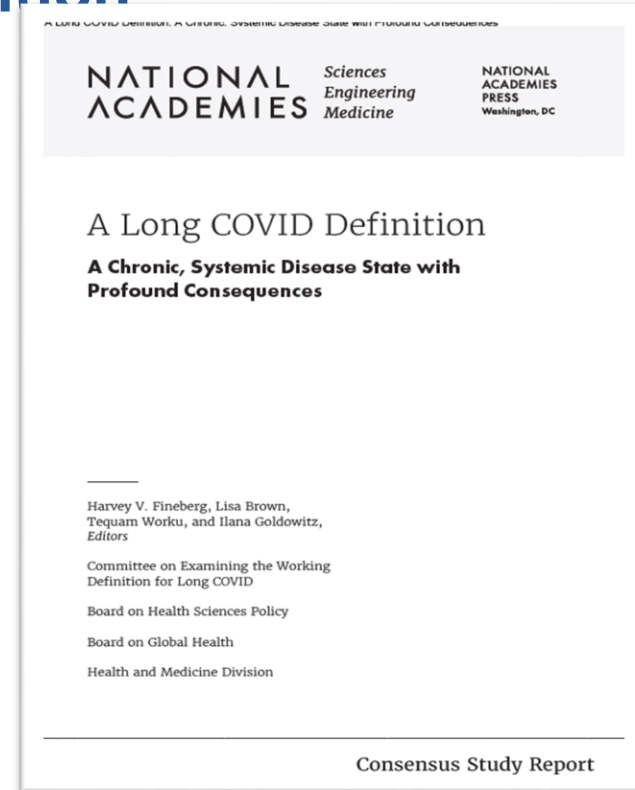 A Long COVID Definition: A Chronic, Systemic Disease State with Profound Consequences
NATIONAL ACADEMIES
Sciences
Engineering
Medicine
NATIONAL
ACADEMIES
PRESS
Washington, DC
A Long COVID Definition
A Chronic, Systemic Disease State with
Profound Consequences
Harvey V. Fineberg, Lisa Brown,
Tequam Worku, and Ilana Goldowitz,
Editors
Committee on Examining the Working
Definition for Long COVID
Board on Health Sciences Policy
Board on Global Health
Health and Medicine Division
Consensus Study Report